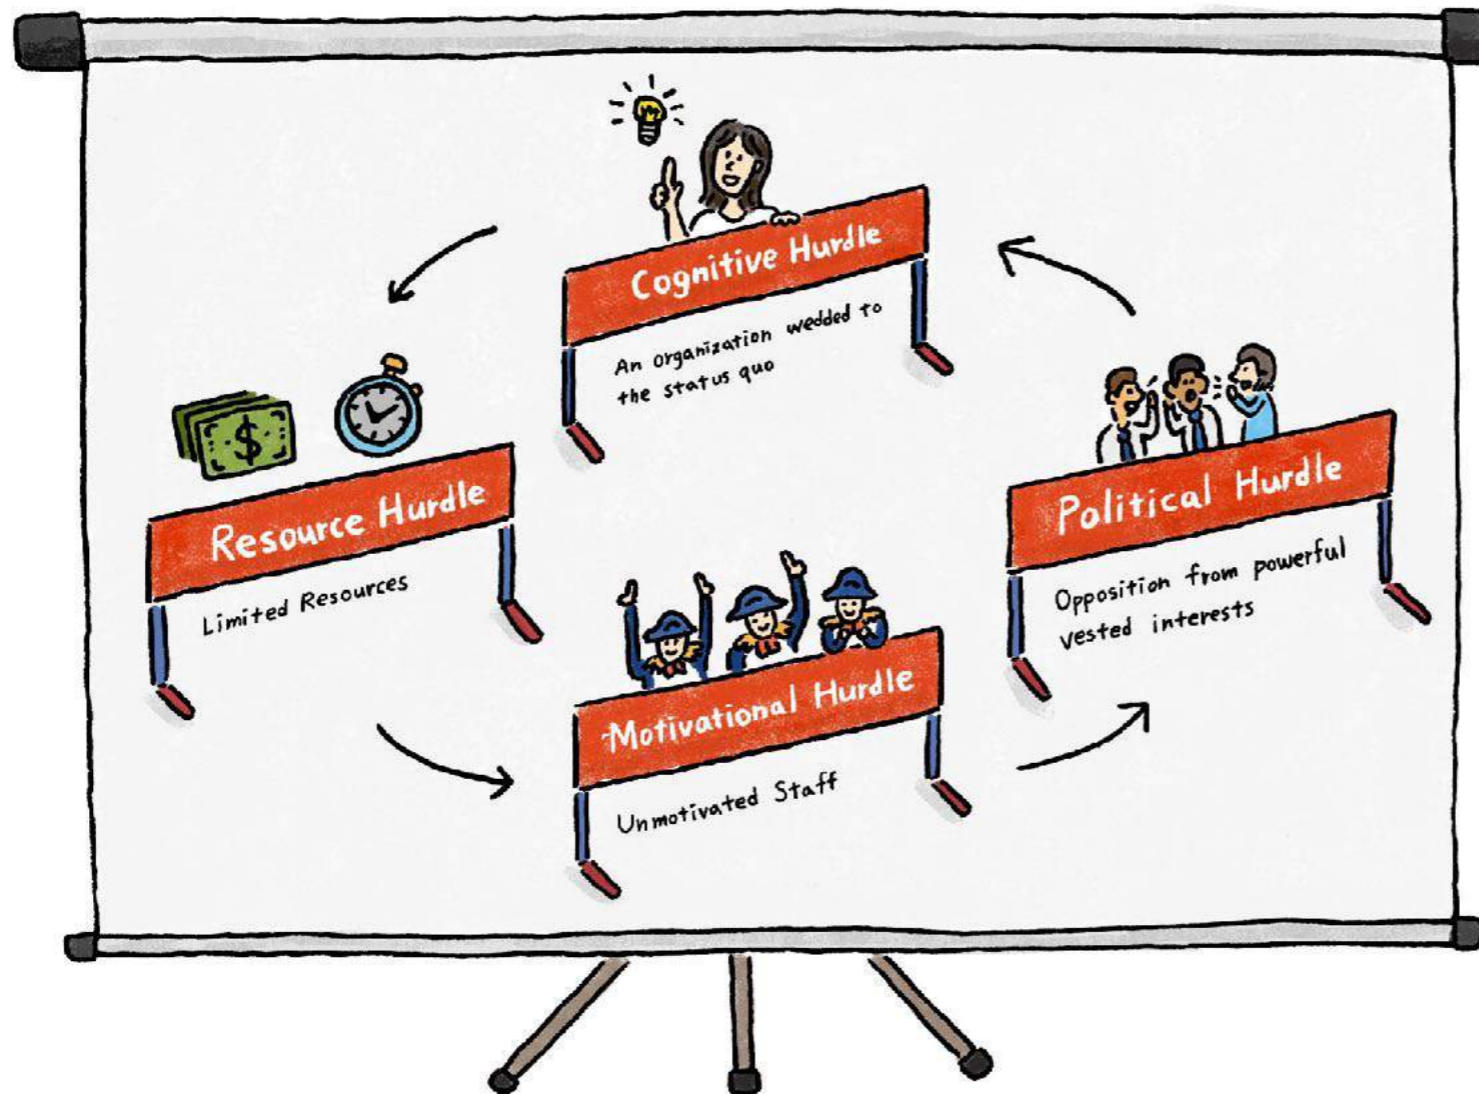 Cognitive Hurdle
An organization wedded to
the status quo
$
Resource Hurdle
Limited Resources
Motivational Hurdle
Unmotivated Staff
Political Hurdle
Opposition from powerful
vested interests